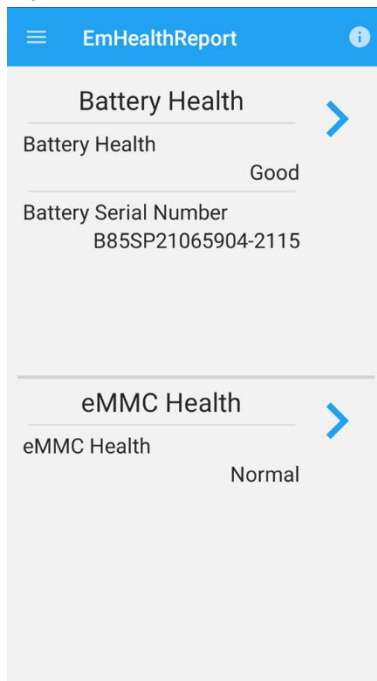 EmHealthReport
Battery Health
Battery Health
Good
Battery Serial Number
B85SP21065904-2115
eMMC Health
eMMC Health
Normal